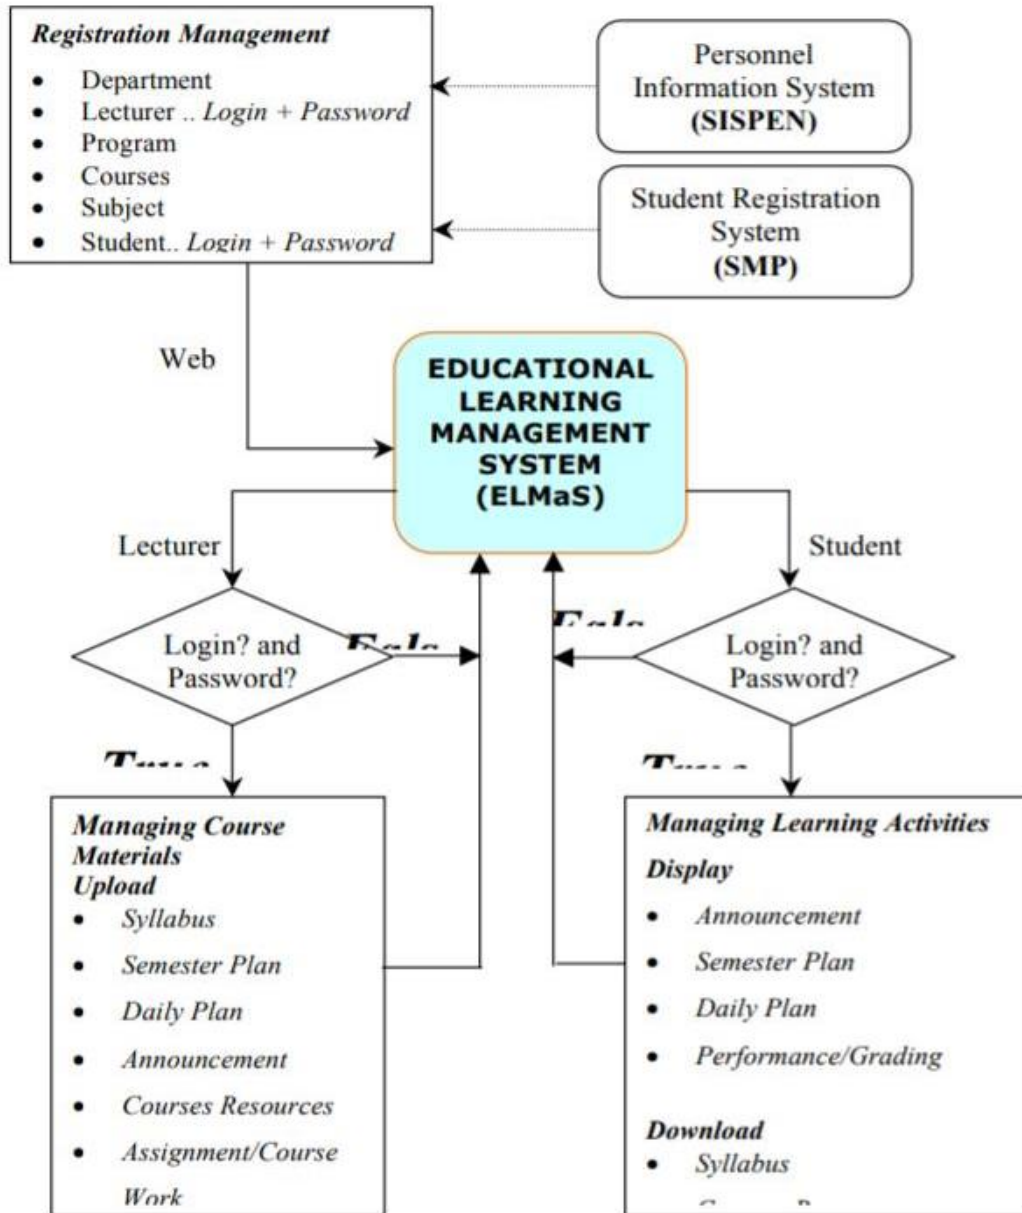 Registration Management
• Department
• Lecturer .. Login + Password
• Program
• Courses
• Subject
• Student.. Login + Password
Personnel
Information System
(SISPEN)
Student Registration
System
(SMP)
Web
EDUCATIONAL
LEARNING
MANAGEMENT
SYSTEM
(ELMaS)
Lecturer
Student
Login? and
Password?
Login? and
Password?
Managing Course
Materials
Upload
• Syllabus
• Semester Plan
• Daily Plan
• Announcement
• Courses Resources
• Assignment/Course
Work
Managing Learning Activities
Display
• Announcement
• Semester Plan
• Daily Plan
• Performance/Grading
Download
• Syllabus